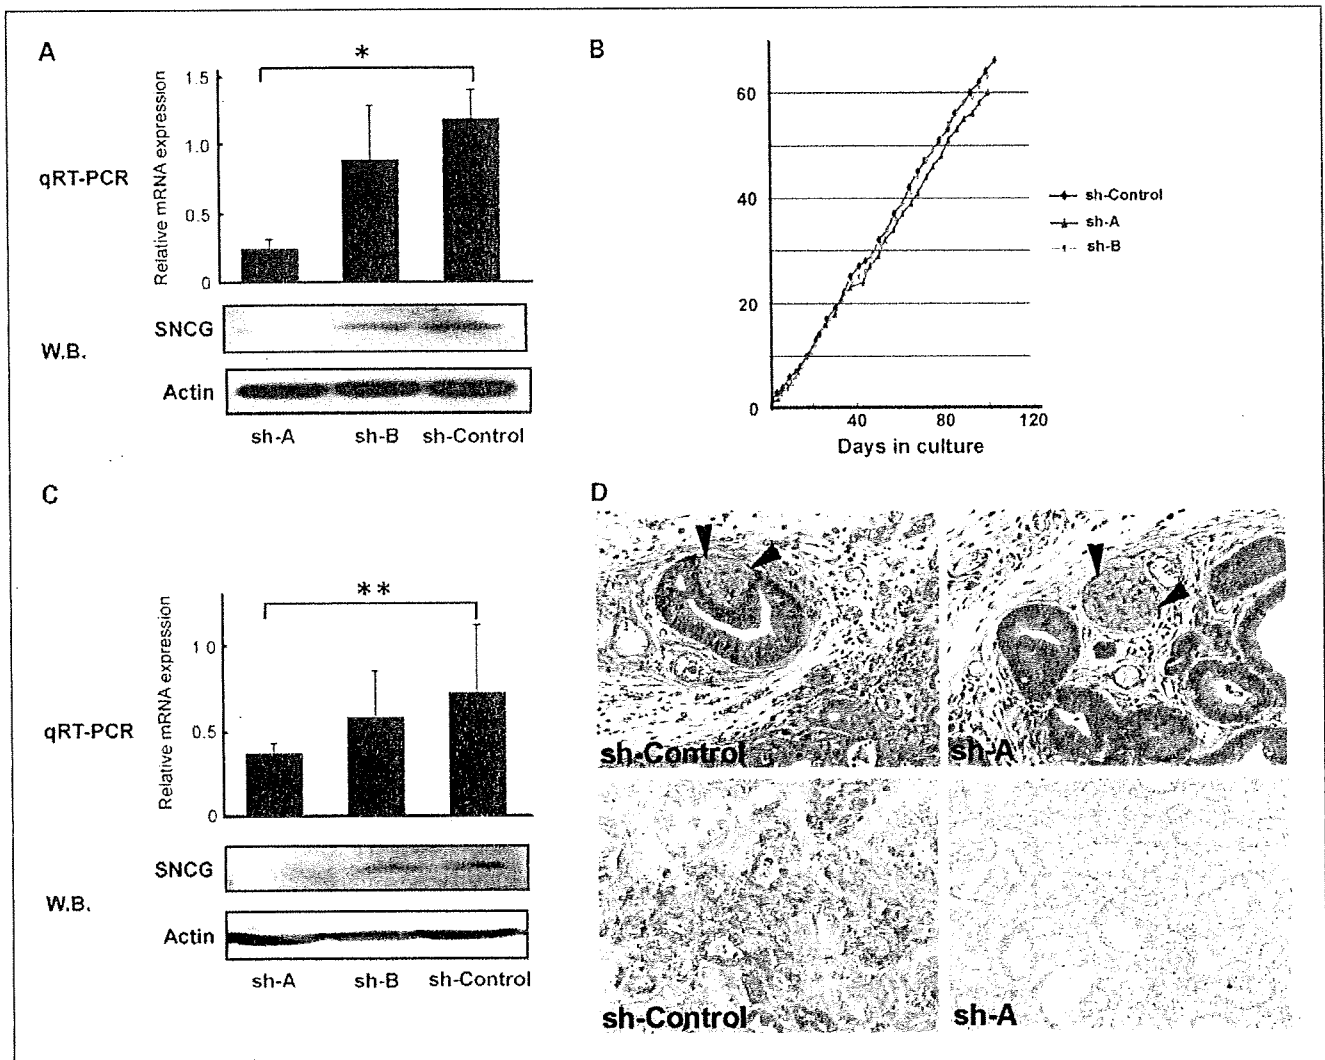 A
*
1.5
1.0
0.5
0
Relative mRNA expression
qRT-PCR
SNCG
W.B.
Actin
sh-A sh-B sh-Control
B
60
40
20
0
40 80 120
Days in culture
sh-Control
sh-A
sh-B
C
**
1 0
0.5
0
Relative mRNA expression
qRT-PCR
SNCG
W.B.
Actin
sh-A sh-B sh-Control
D
sh-Control
sh-A
sh-Control
sh-A